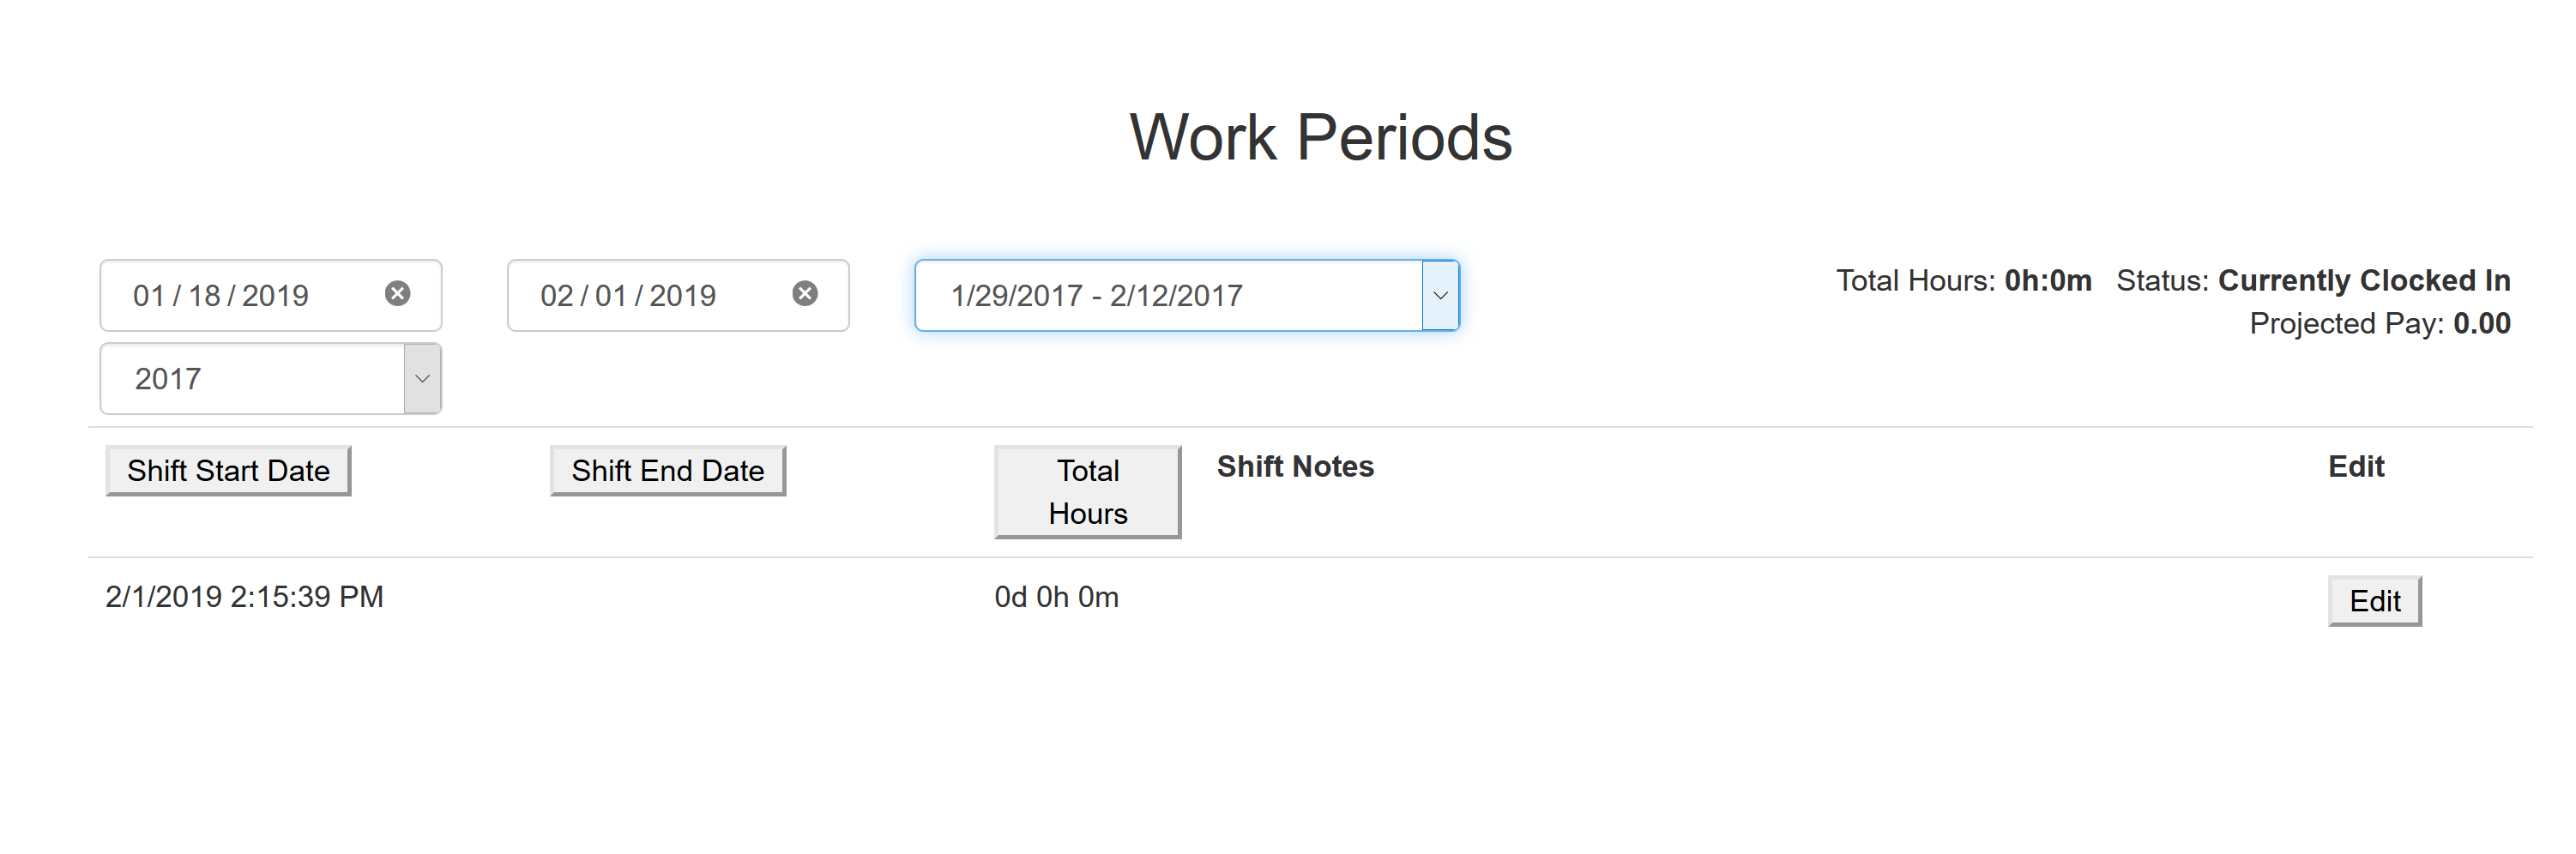 Work Periods
01 / 18 / 2019
02 / 01 / 2019
1/29/2017 - 2/12/2017
Total Hours: 0h:0m Status: Currently Clocked In
Projected Pay: 0.00
2017
Shift Start Date
Shift End Date
Total
Hours
Shift Notes
Edit
2/1/2019 2:15:39 PM
0d 0h 0m
Edit